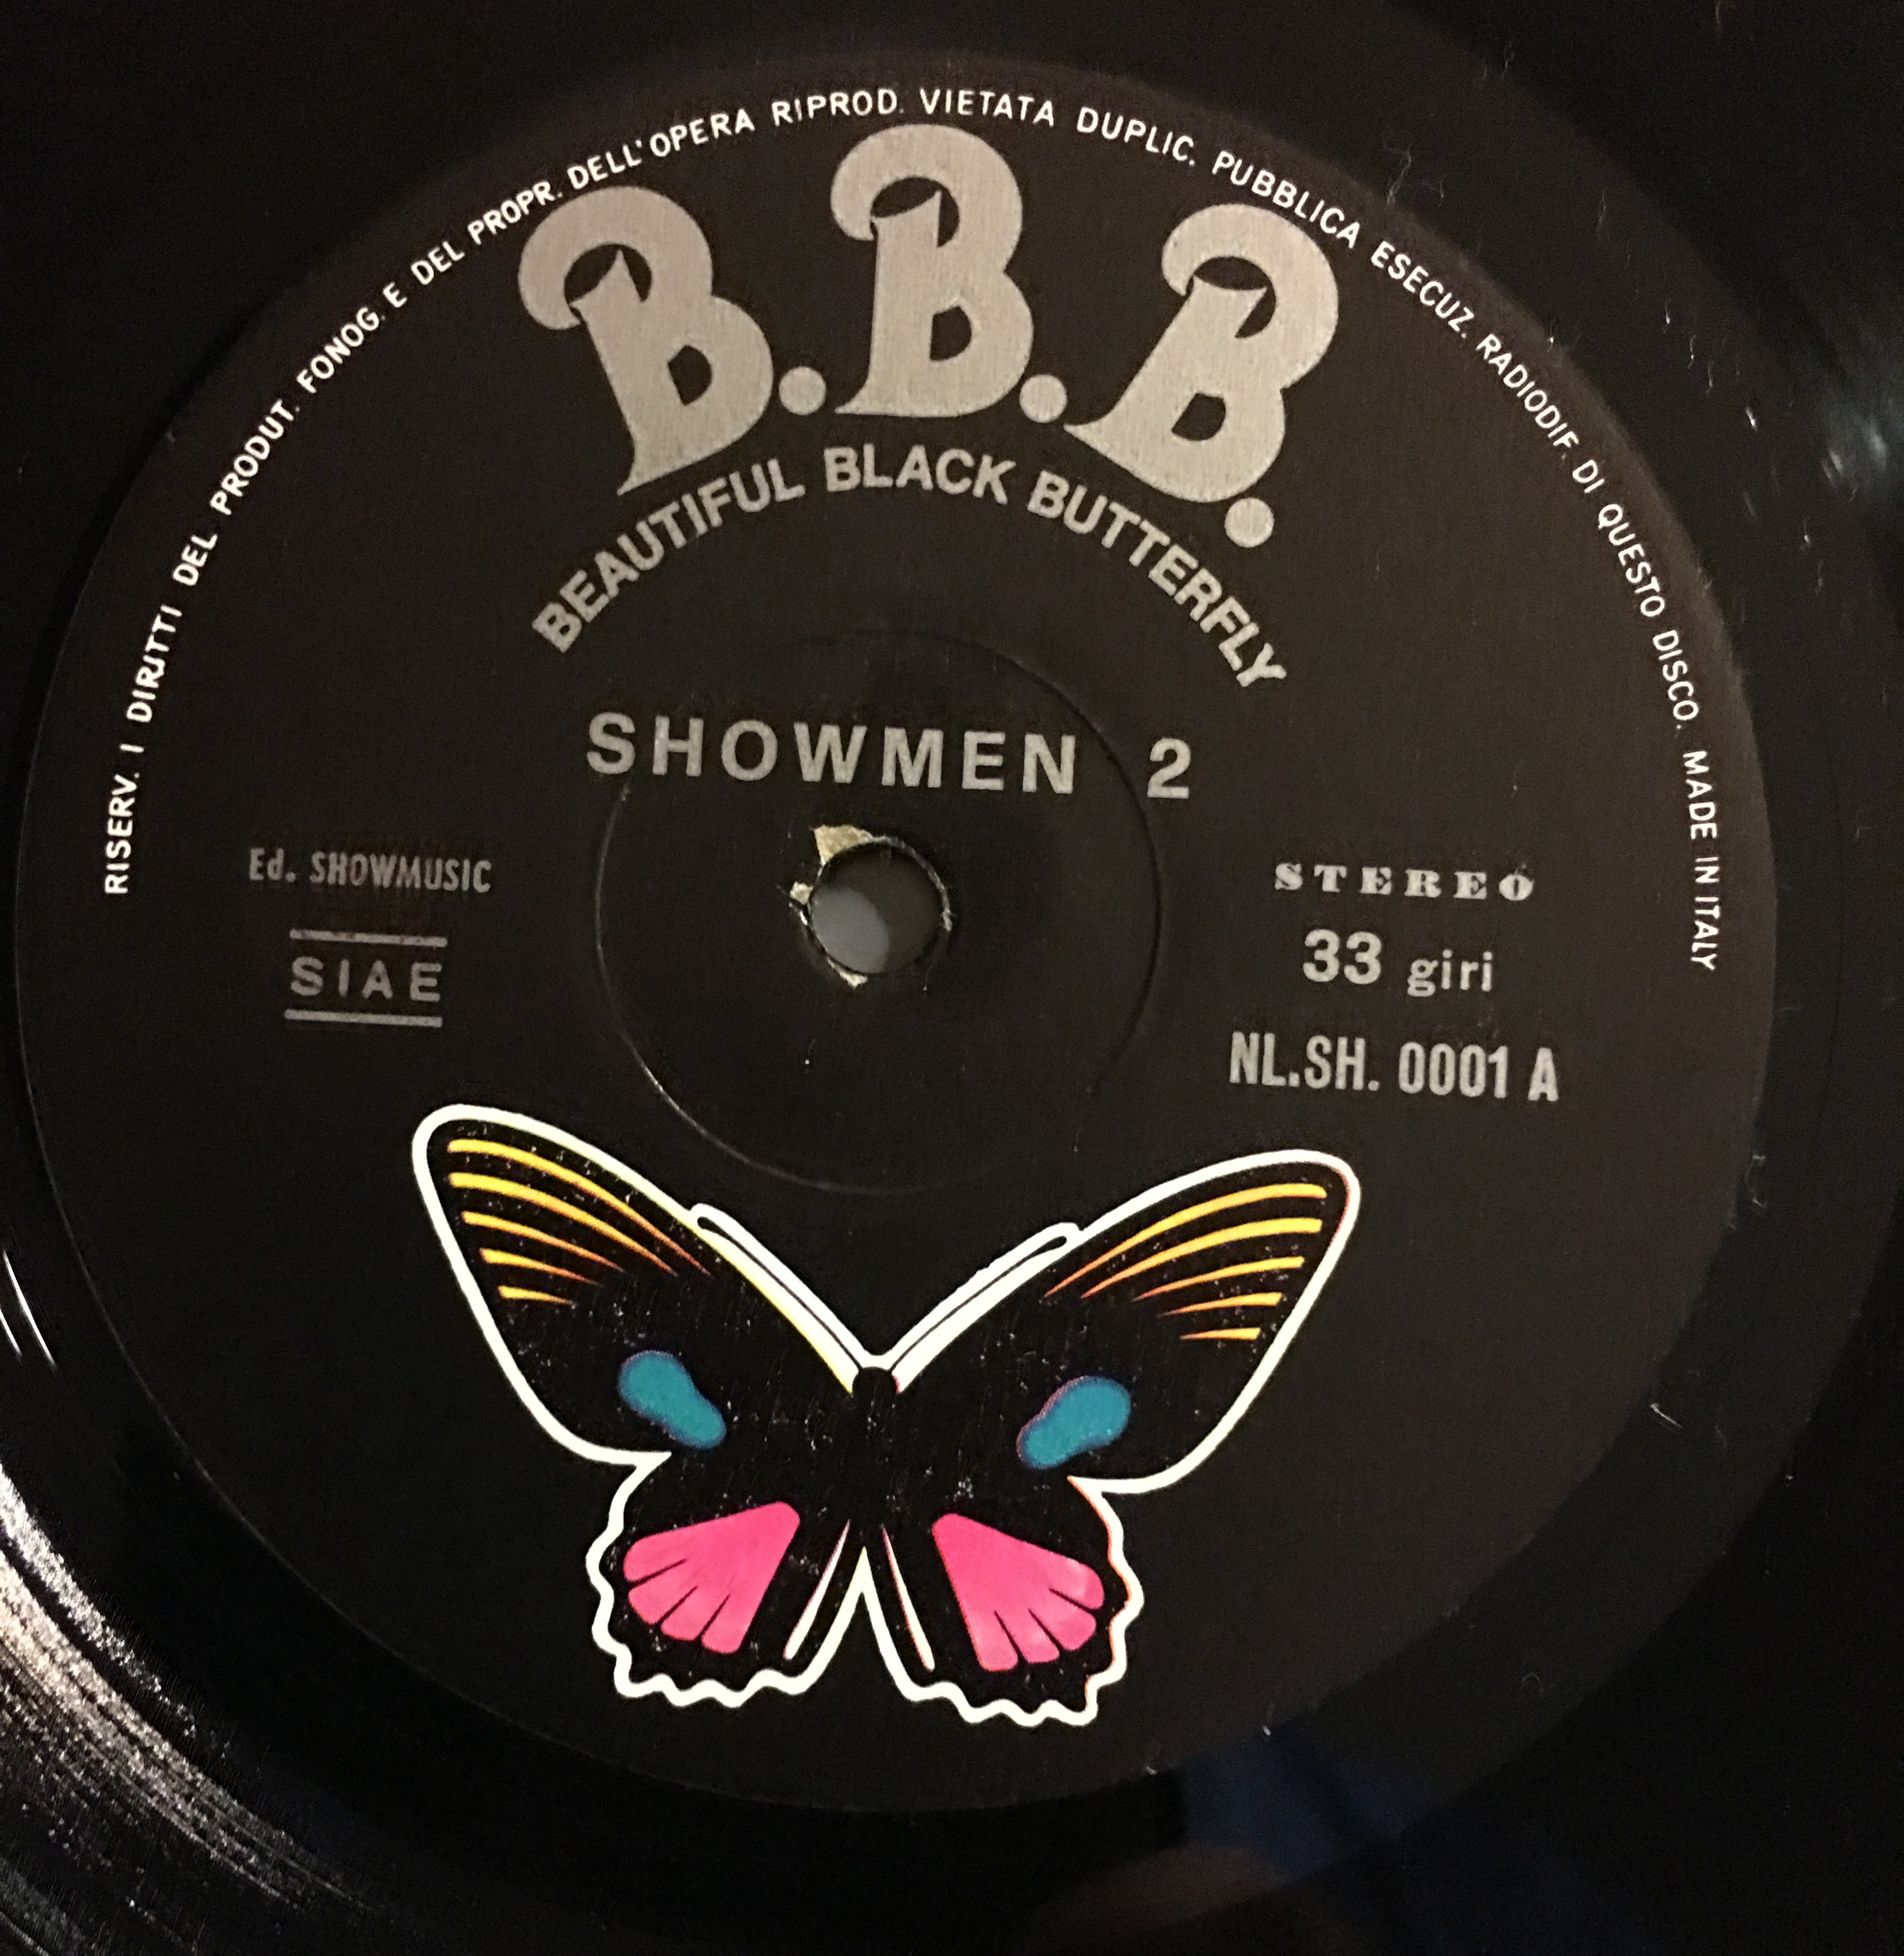 RISERV. I DIRITTI DEL PRODUT. FONOG. E DEL PROPR. DELL'OPERA RIPROD. VIETATA DUPLIC. PUBBLICA ESECUZ. RADIODIF. DI QUESTO DISCO. MADE IN ITALY
B.B.B.
BEAUTIFUL BLACK BUTTERFLY
SHOWMEN 2
Ed. SHOWMUSIC
SIAE
STEREO
33 giri
NL.SH. 0001 A